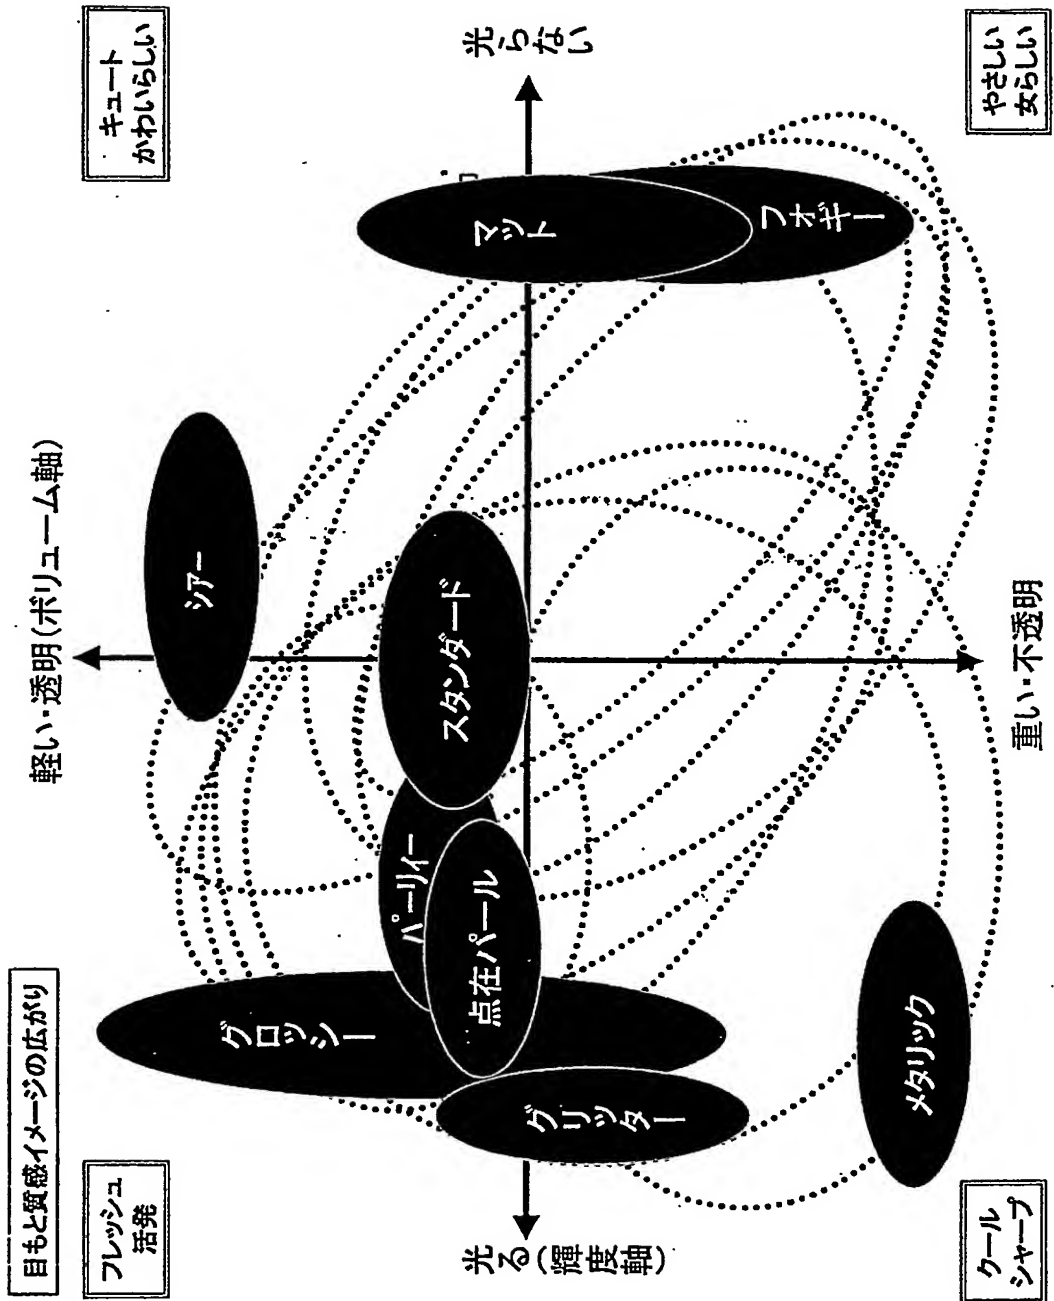 目もと質感イメージの広がり
フレッシュ
活発
キュート
かわいらしい
軽い・透明(ボリューム軸)
シアー
グロッシー
パーリィー
点在パール
スタンダード
マット
フォギー
グリッター
メタリック
光る(輝度軸)
光らない
重い・不透明
クール
シャープ
やさしい
女らしい